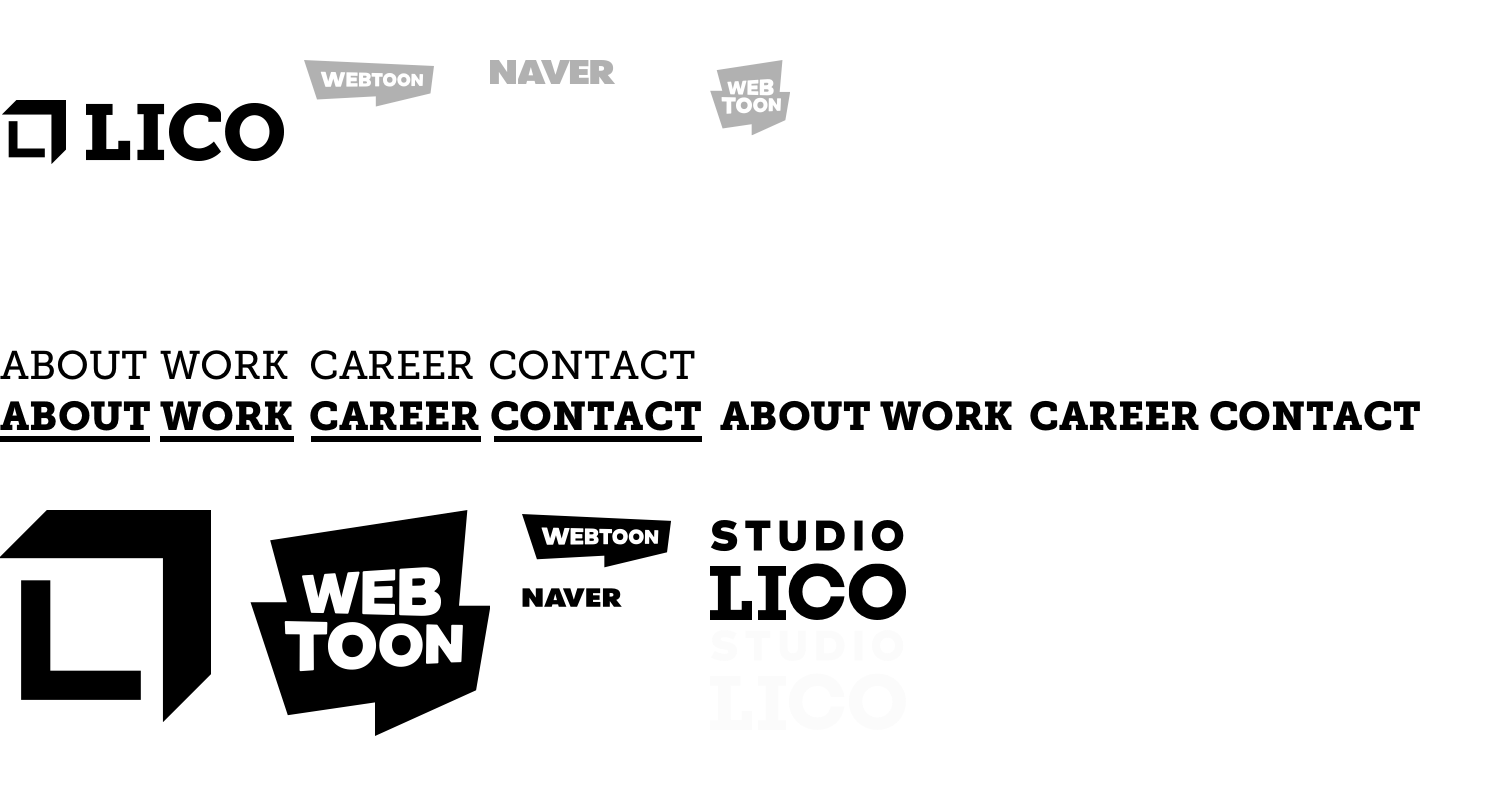 WEBTOON NAVER
WEB
TOON
LICO
ABOUT WORK CAREER CONTACT
ABOUT WORK CAREER CONTACT ABOUT WORK CAREER CONTACT
WEB
TOON
WEBTOON
NAVER
STUDIO
LICO
STUDIO
LICO